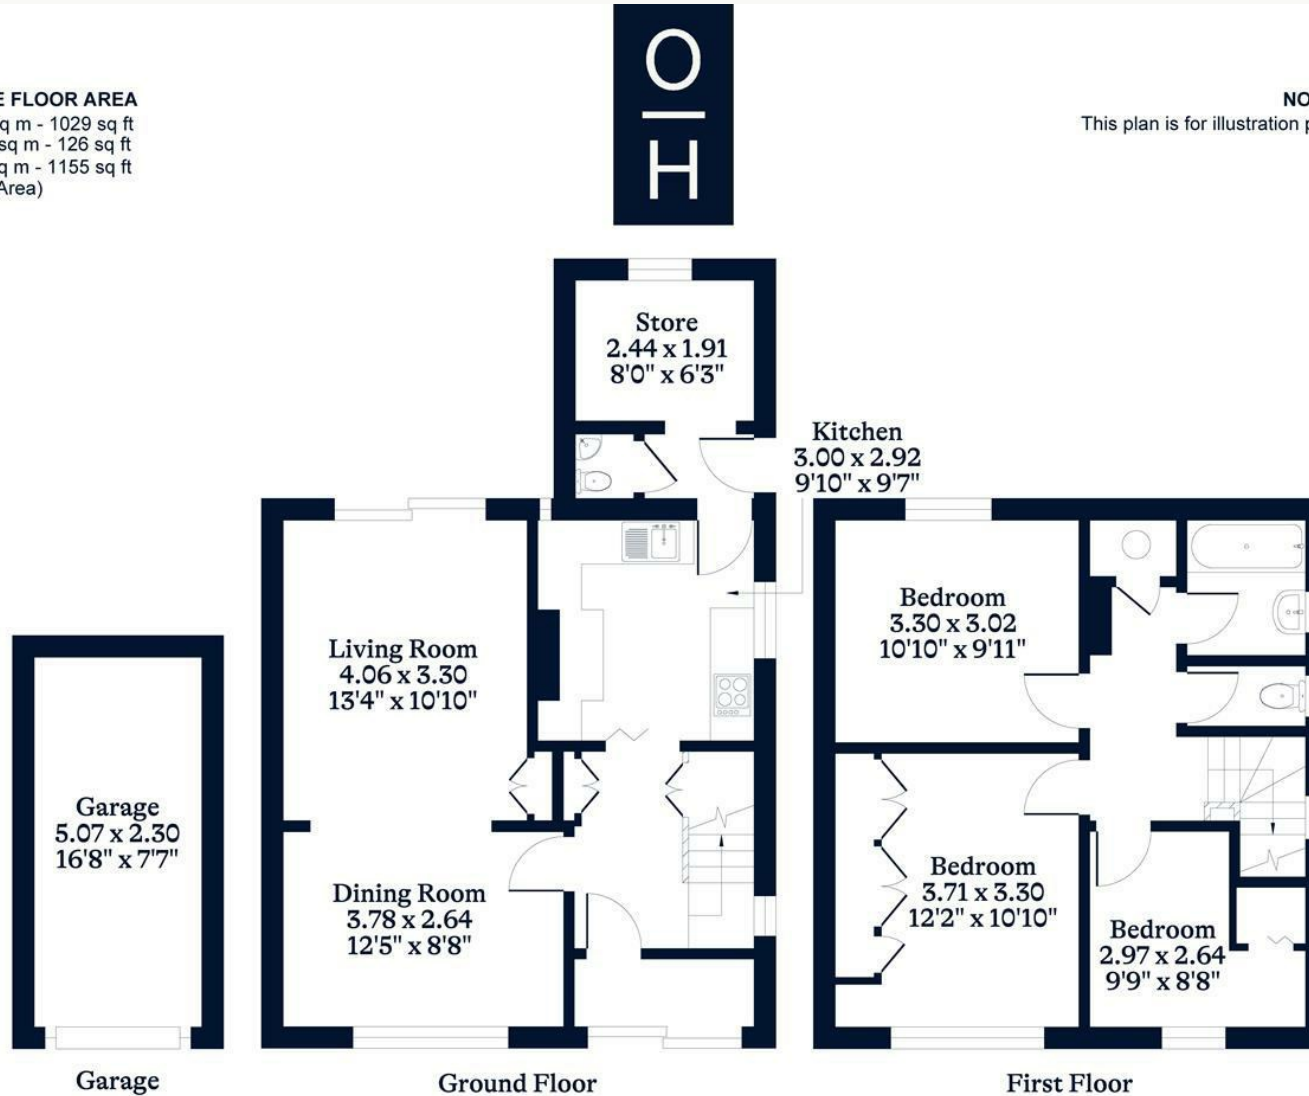 O
H
FLOOR AREA
q m - 1029 sq ft
sq m - 126 sq ft
q m - 1155 sq ft
Area)
This plan is for illustration
Store
2.44 x 1.91
8'0" x 6'3"
Kitchen
3.00 x 2.92
9'10" x 9'7"
Living Room
4.06 x 3.30
13'4" x 10'10"
Bedroom
3.30 x 3.02
10'10" x 9'11"
Garage
5.07 x 2.30
16'8" x 7'7"
Dining Room
3.78 x 2.64
12'5" x 8'8"
Bedroom
3.71 x 3.30
12'2" x 10'10"
Bedroom
2.97 x 2.64
9'9" x 8'8"
Garage
Ground Floor
First Floor